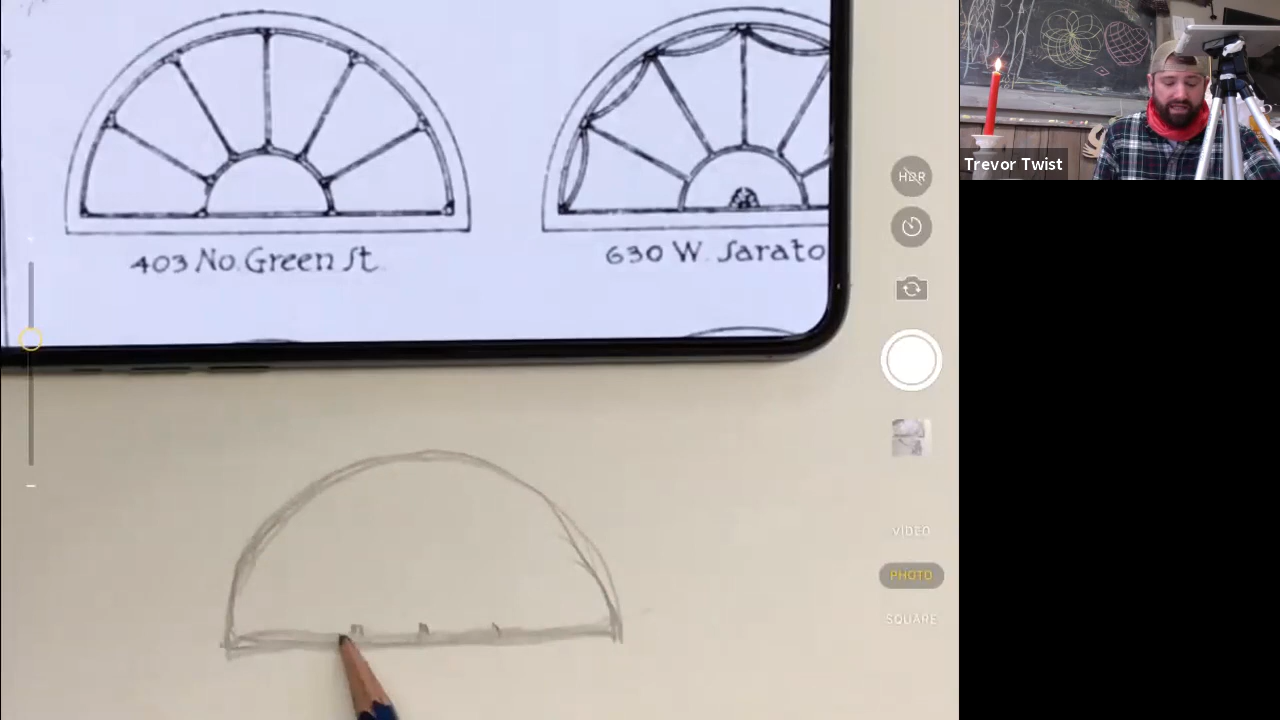 403 No. Green St.
630 W. Sarato
HDR
Trevor Twist
VIDEO
PHOTO
SQUARE